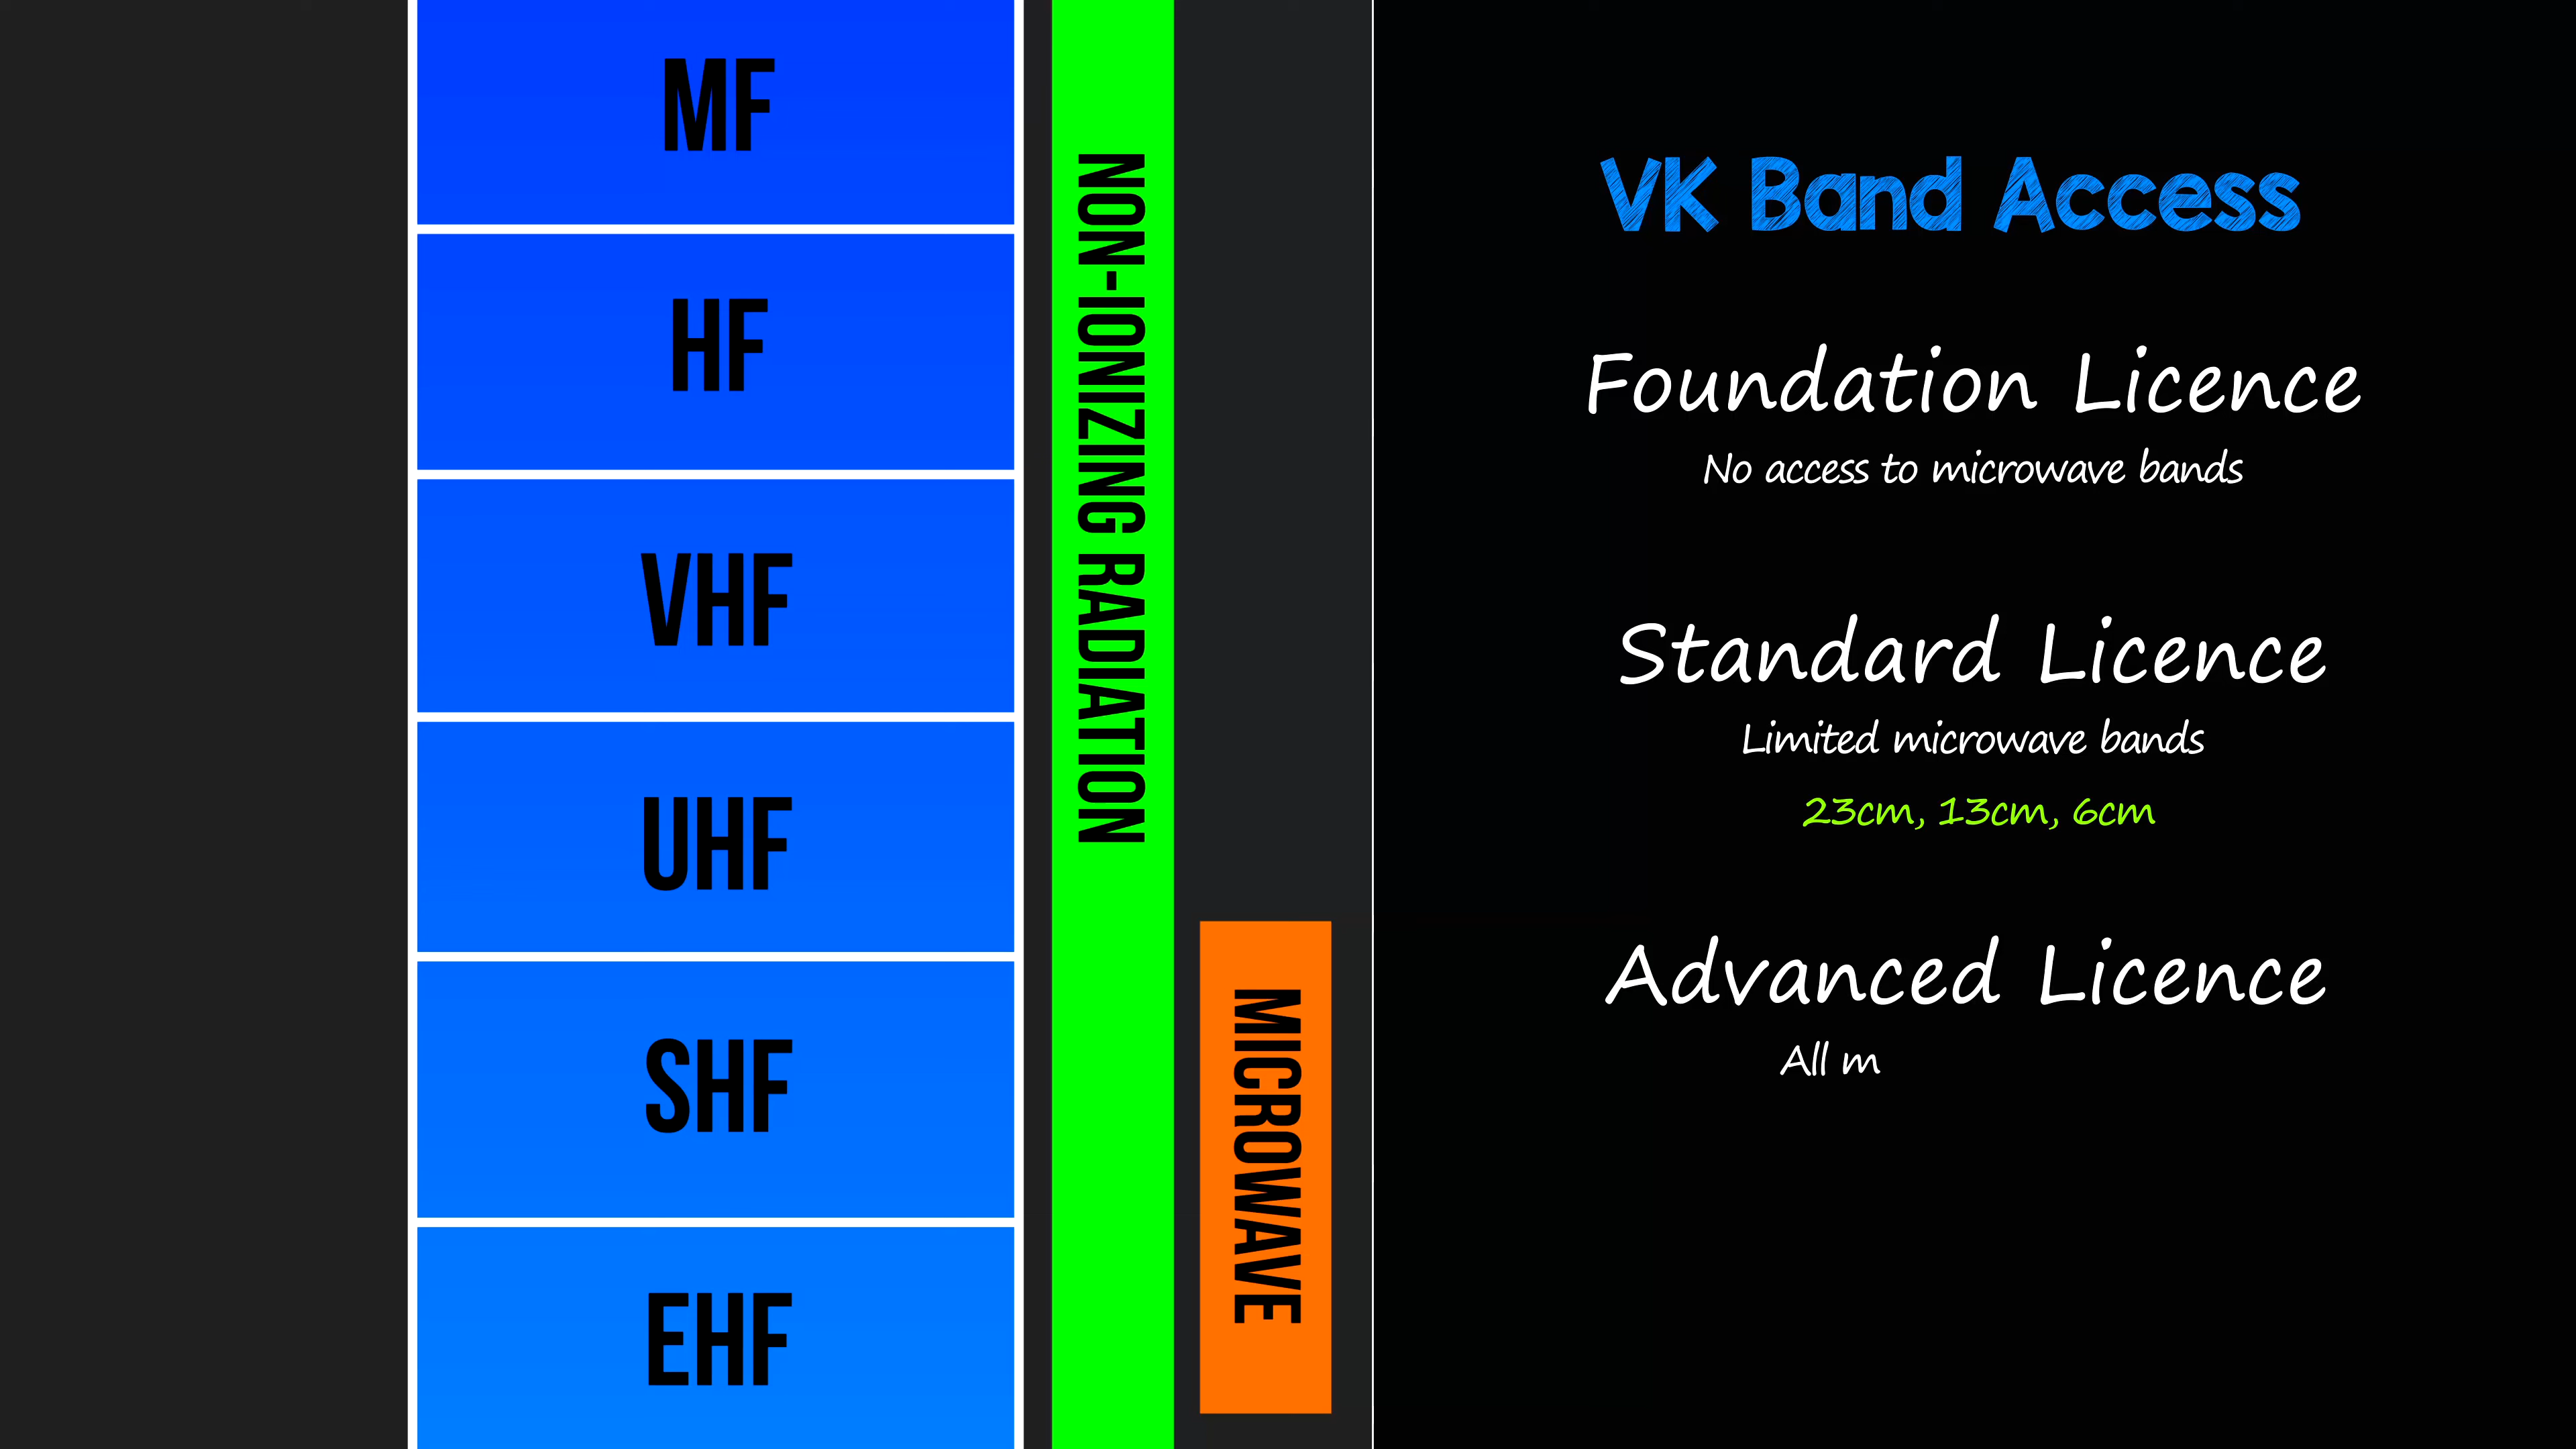 MF
HF
VHF
UHF
SHF
EHF
NON-IONIZING RADIATION
MICROWAVE
VK Band Access
Foundation Licence
No access to microwave bands
Standard Licence
Limited microwave bands
23cm, 13cm, 6cm
Advanced Licence
All m